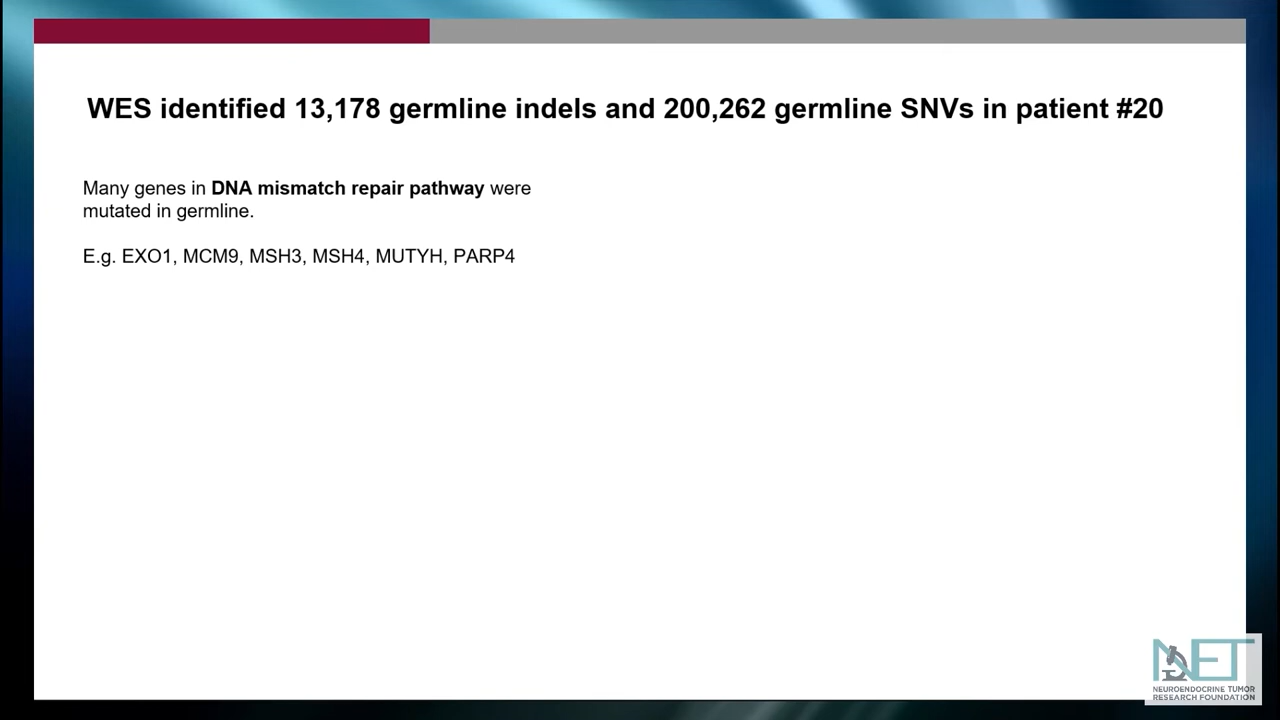 WES identified 13,178 germline indels and 200,262 germline SNVs in patient #20
Many genes in DNA mismatch repair pathway were
mutated in germline.
E.g. EXO1, MCM9, MSH3, MSH4, MUTYH, PARP4
NET
NEUROENDOCRINE TUMOR
RESEARCH FOUNDATION